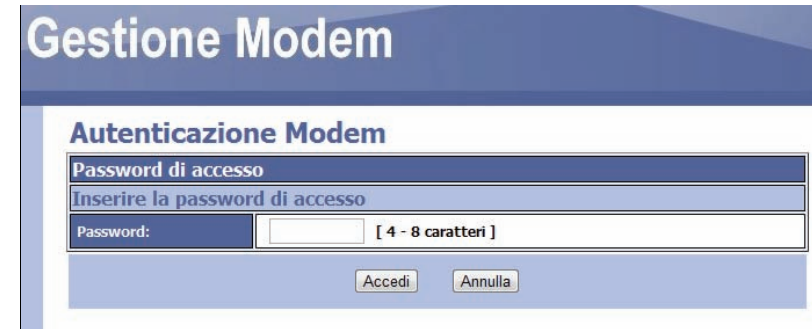 Gestione Modem
Autenticazione Modem
Password di accesso
Inserire la password di accesso
Password: [ 4 - 8 caratteri ]
Accedi Annulla